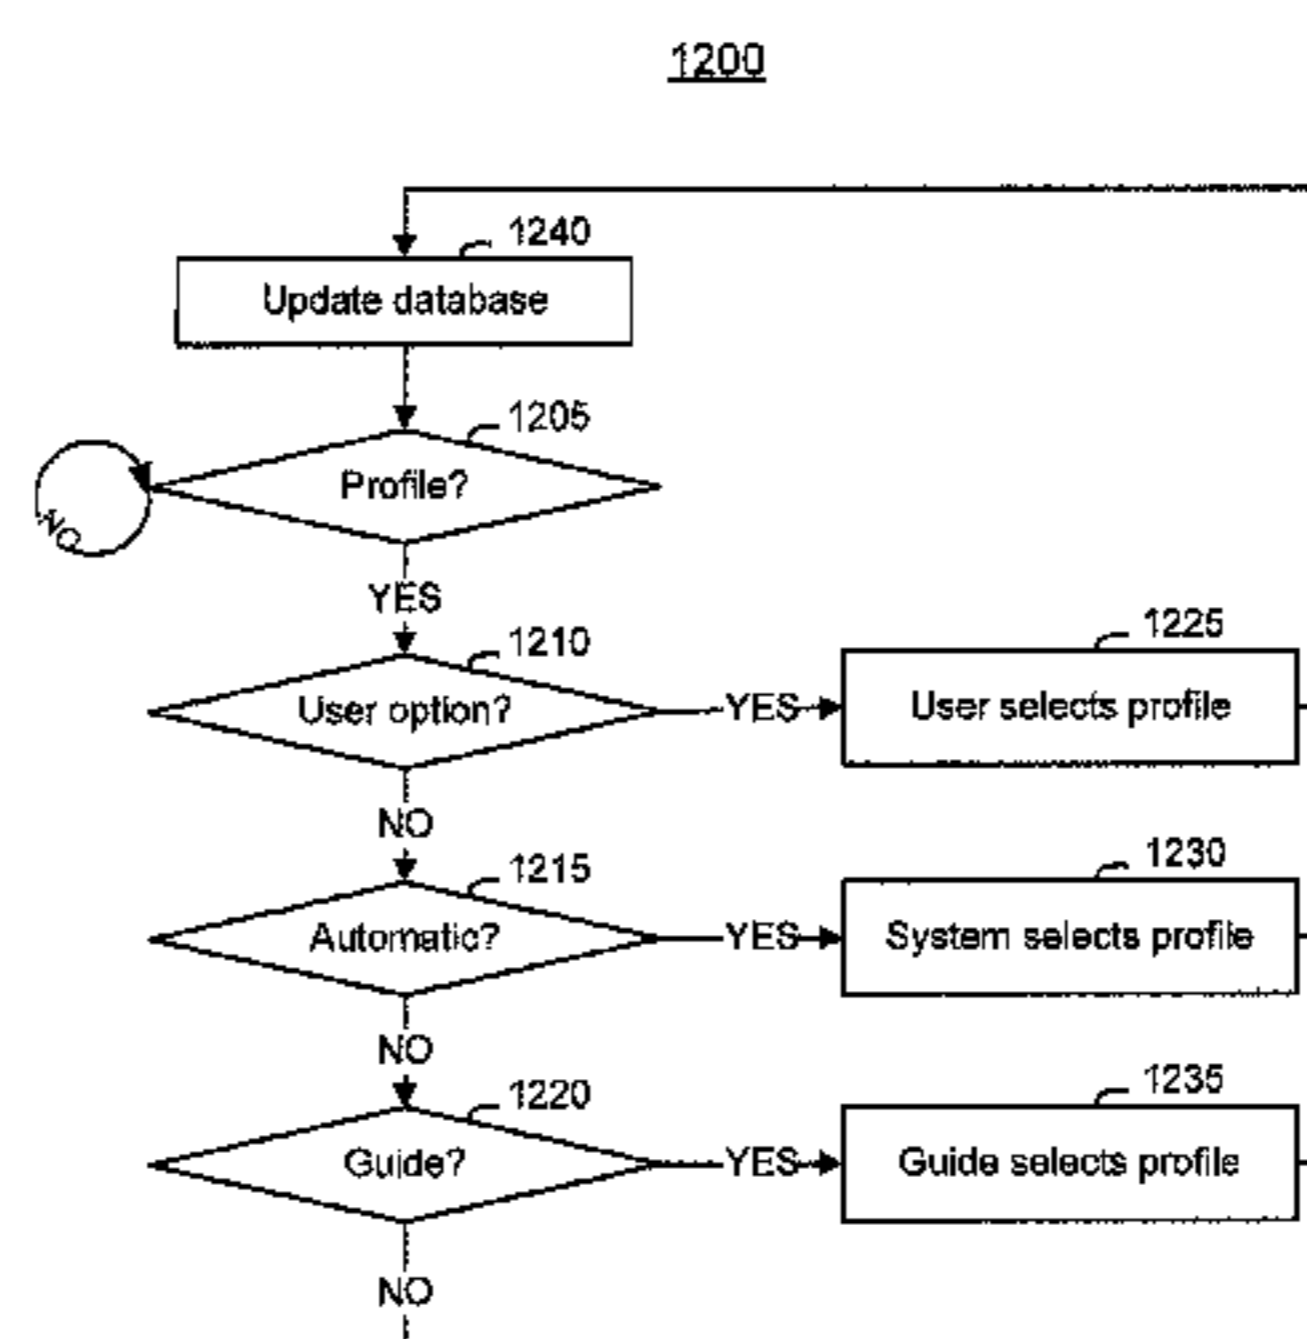 1200
1240
Update database
1205
Profile?
NO
YES
1210
User option?
YES
1225
User selects profile
NO
1215
Automatic?
YES
1230
System selects profile
NO
1220
Guide?
YES
1235
Guide selects profile
NO